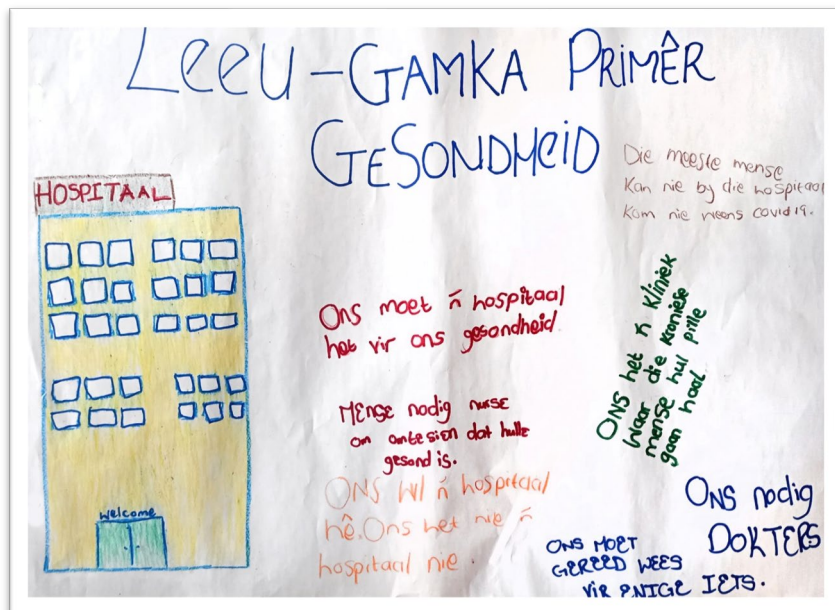 LEEU-GAMKA PRIMÊR
GESONDHEID
HOSPITAAL
welcome
Die meeste mense
Kan nie by die hospitaal
Kom nie weens covid19.
Ons moet ń hospitaal
het vir ons gesondheid.
ONS het ń Kliniek
waar die Kroniese
mense hul pille
gaan haal
MENSE nodig nurse
om omtesien dat hulle
gesond is.
ONS wil ń hospitaal
hê. Ons het nie ń
hospitaal nie.
ONS nodig
DOKTERS
ONS MOET
GEREED WEES
VIR ENIGE IETS.